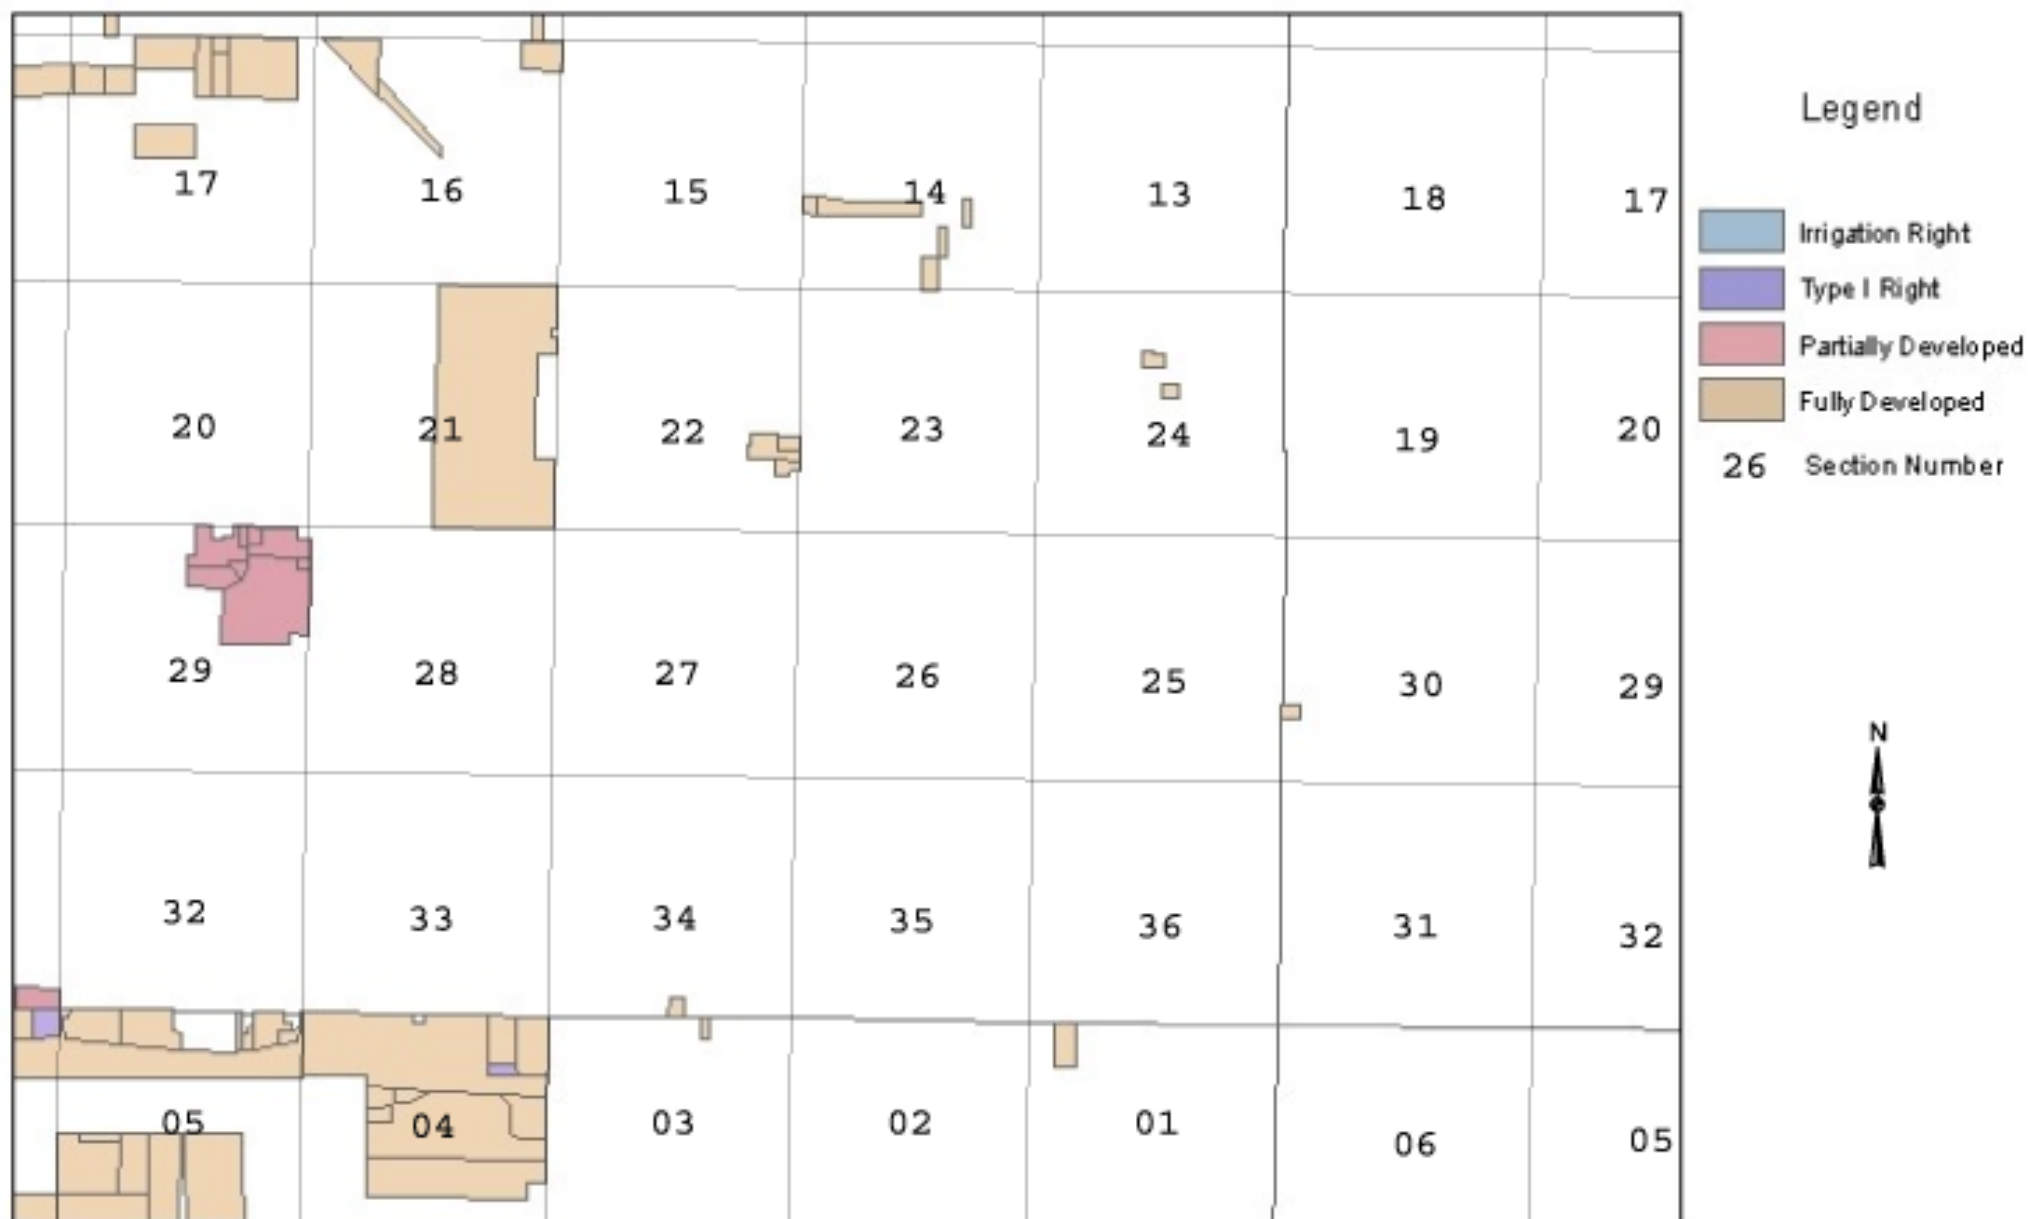 Legend
17 16 15 14 13 18 17
Irrigation Right
Type I Right
Partially Developed
Fully Developed
26 Section Number
20 21 22 23 24 19 20
29 28 27 26 25 30 29
N
32 33 34 35 36 31 32
05 04 03 02 01 06 05